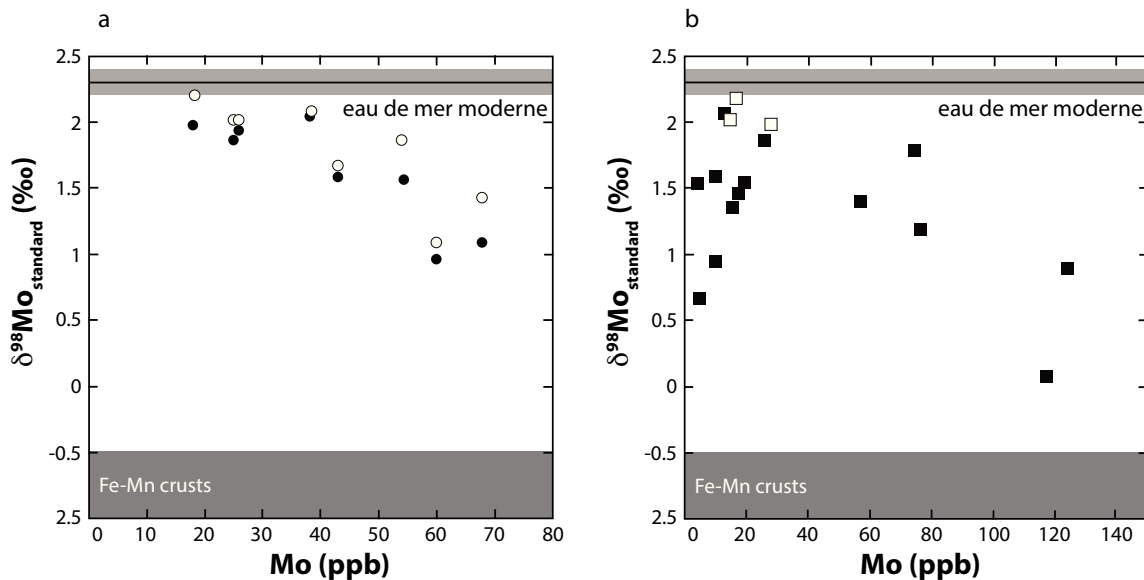 a
2.5
2
1.5
1
0.5
0
-0.5
2.5
δ⁹⁸Mo_standard (‰)
eau de mer moderne
Fe-Mn crusts
0 10 20 30 40 50 60 70 80
Mo (ppb)
b
2.5
2
1.5
1
0.5
0
-0.5
2.5
δ⁹⁸Mo_standard (‰)
eau de mer moderne
Fe-Mn crusts
0 20 40 60 80 100 120 140
Mo (ppb)